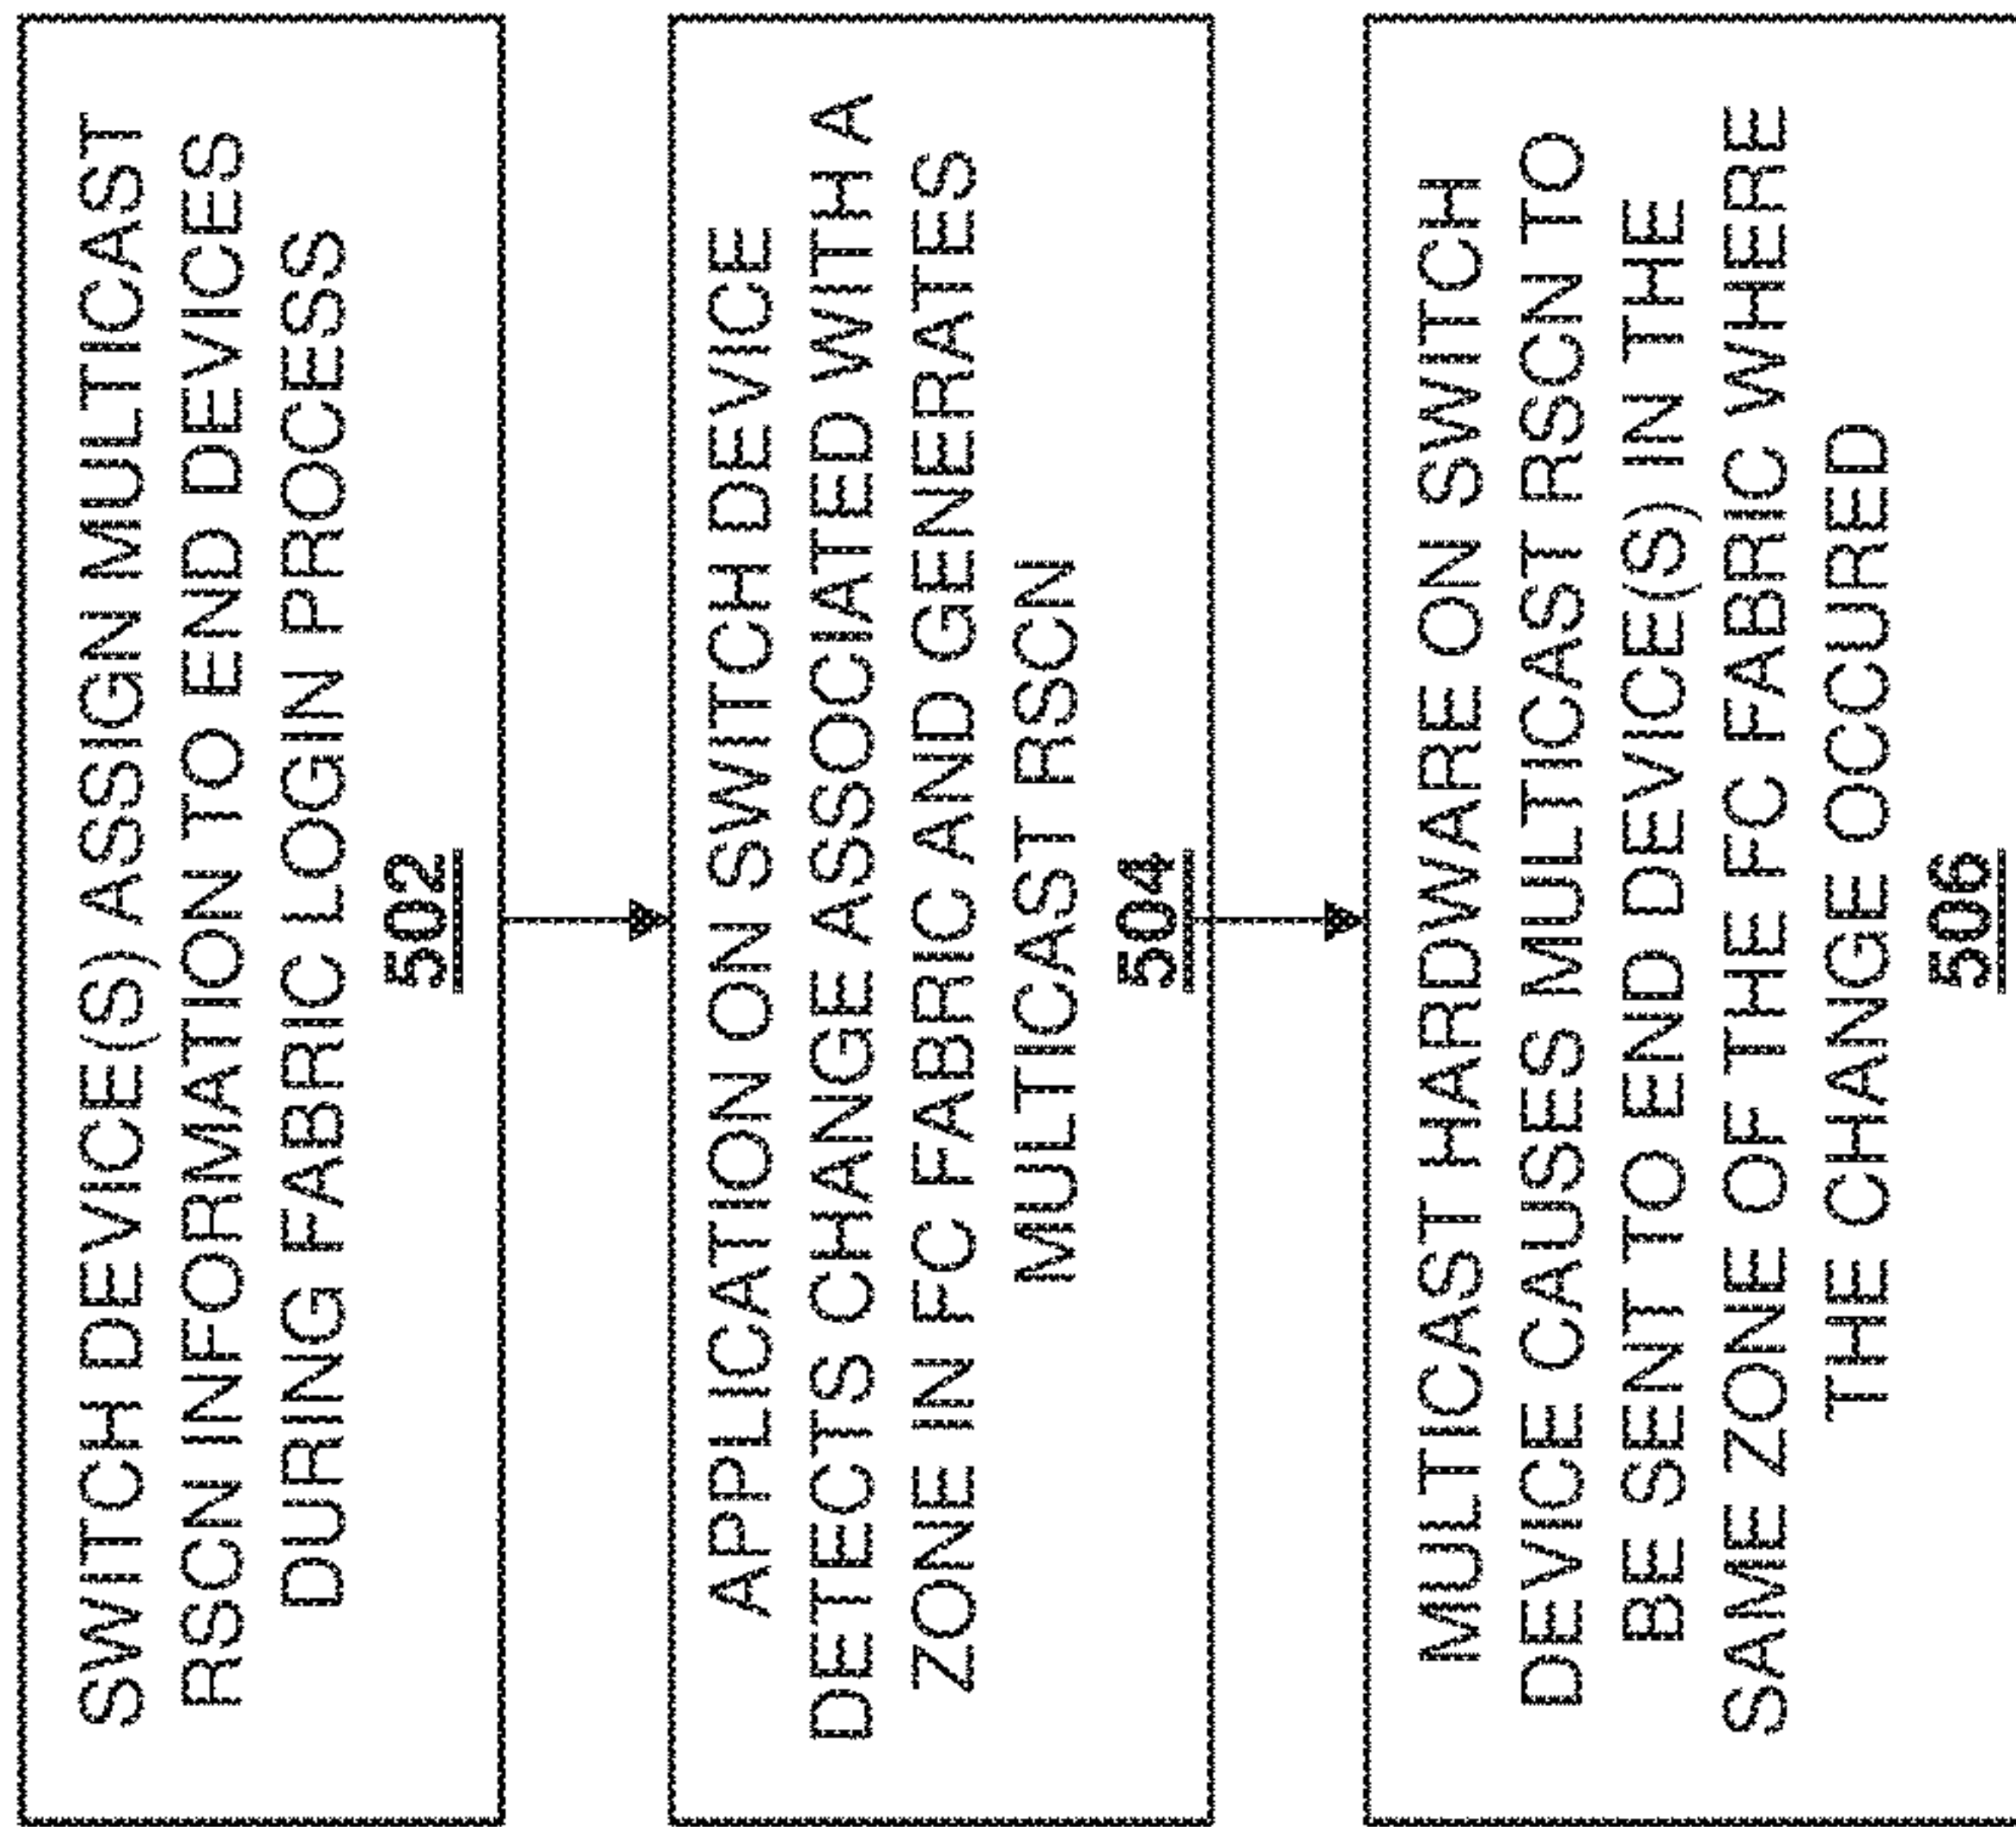 SWITCH DEVICE(S) ASSIGN MULTICAST
RSCN INFORMATION TO END DEVICES
DURING FABRIC LOGIN PROCESS
502
APPLICATION ON SWITCH DEVICE
DETECTS CHANGE ASSOCIATED WITH A
ZONE IN FC FABRIC AND GENERATES
MULTICAST RSCN
504
MULTICAST HARDWARE ON SWITCH
DEVICE CAUSES MULTICAST RSCN TO
BE SENT TO END DEVICE(S) IN THE
SAME ZONE OF THE FC FABRIC WHERE
THE CHANGE OCCURED
506